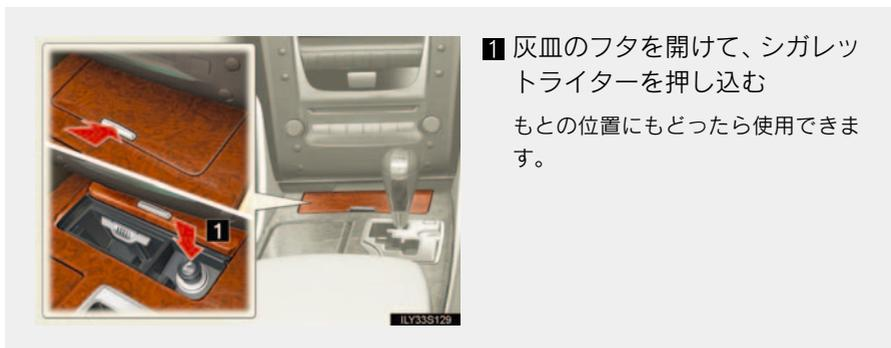 1 灰皿のフタを開けて、シガレッ
トライターを押し込む
もとの位置にもどったら使用できま
す。
1
ILY33S129